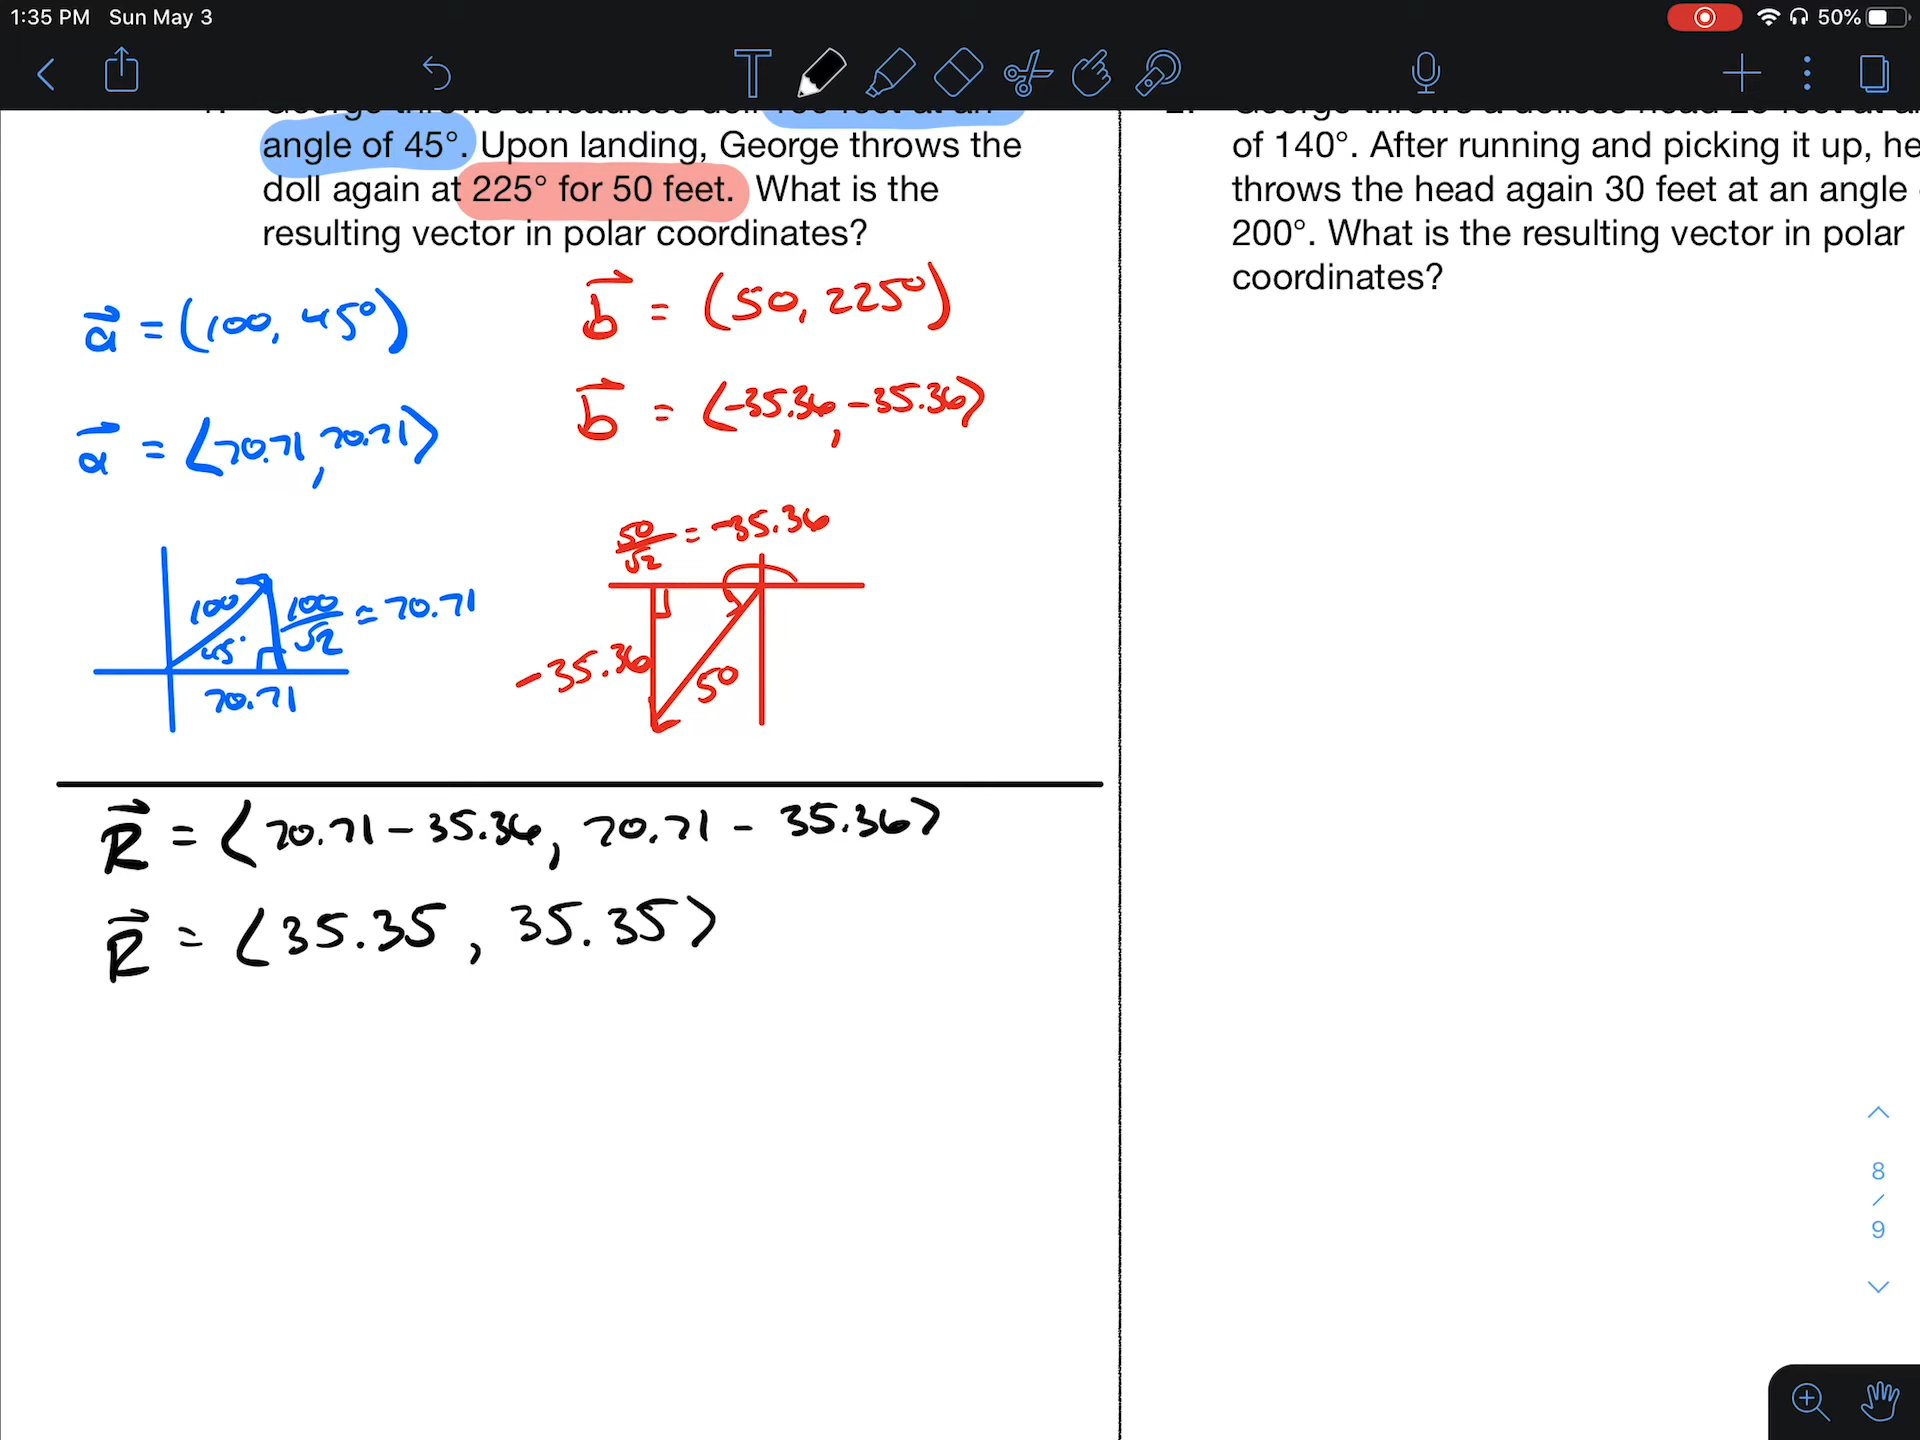 1:35 PM Sun May 3
50%
T
angle of 45°. Upon landing, George throws the
doll again at 225° for 50 feet. What is the
resulting vector in polar coordinates?
a⃗ = (100, 45°)
b⃗ = (50, 225°)
a⃗ = ⟨70.71, 70.71⟩
b⃗ = ⟨-35.36, -35.36⟩
100
45°
100/√2 = 70.71
70.71
50/√2 = -35.36
-35.36
50
R⃗ = ⟨70.71 - 35.36, 70.71 - 35.36⟩
R⃗ = ⟨35.35, 35.35⟩
of 140°. After running and picking it up, he
throws the head again 30 feet at an angle
200°. What is the resulting vector in polar
coordinates?
8
/
9